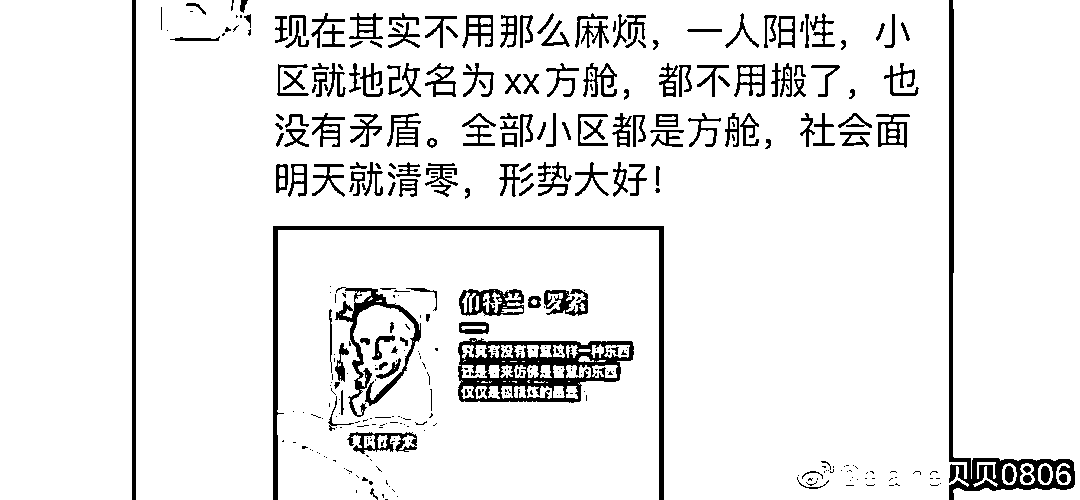 现在其实不用那么麻烦，一人阳性，小
区就地改名为xx方舱，都不用搬了，也
没有矛盾。全部小区都是方舱，社会面
明天就清零，形势大好！
伯特兰·罗素
究竟有没有智慧这样一种东西
还是看来仿佛是智慧的东西
仅仅是极精炼的愚蠢
英国哲学家
贝贝0806